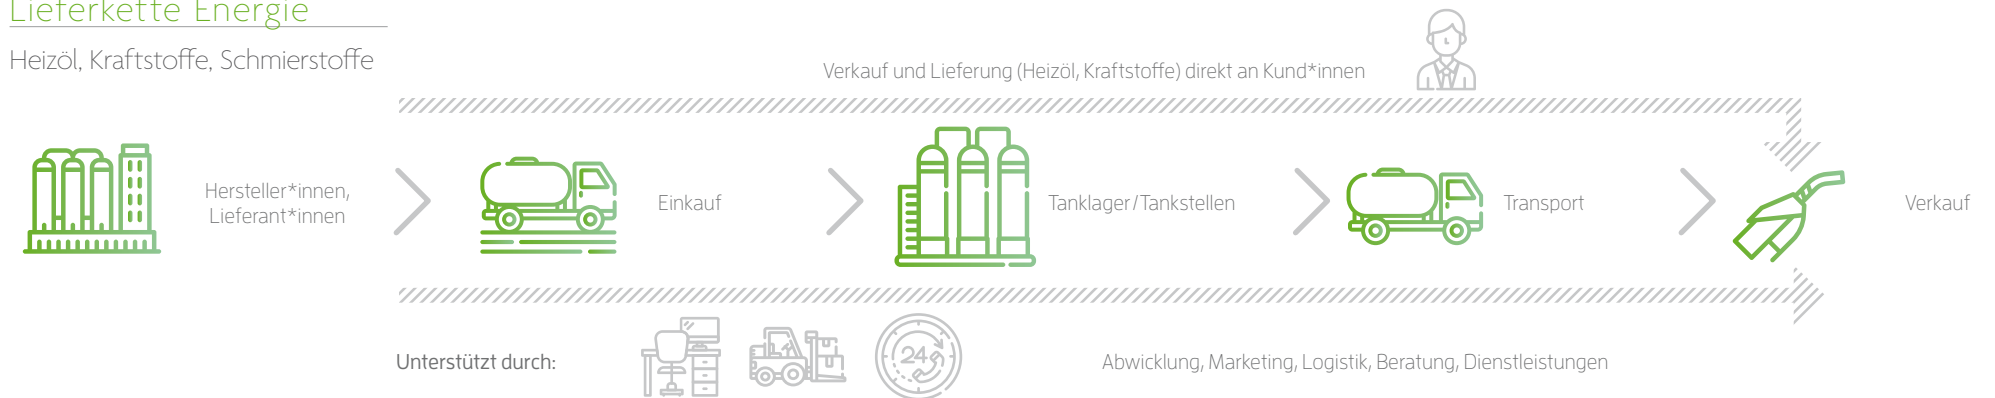 Lieferkette Energie
Heizöl, Kraftstoffe, Schmierstoffe
Verkauf und Lieferung (Heizöl, Kraftstoffe) direkt an Kund*innen
Hersteller*innen,
Lieferant*innen
Einkauf
Tanklager/Tankstellen
Transport
Verkauf
Unterstützt durch:
24
Abwicklung, Marketing, Logistik, Beratung, Dienstleistungen